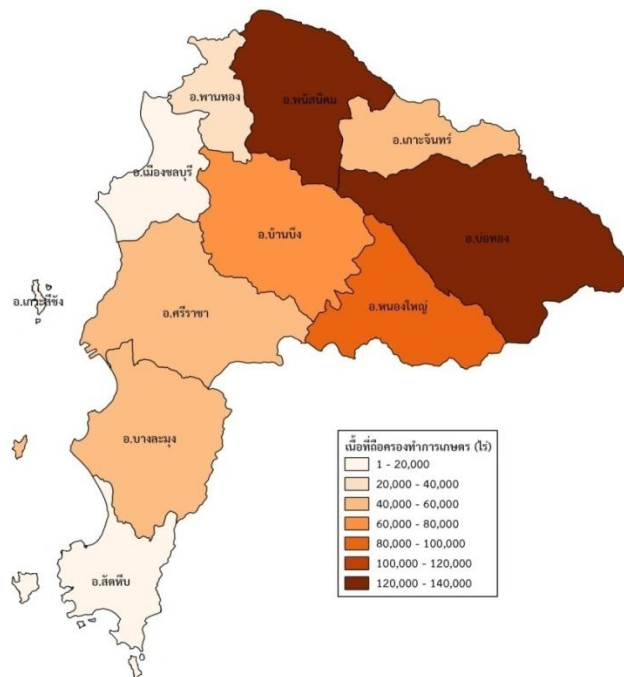 อ.พานทอง
อ.พนัสนิคม
อ.เกาะจันทร์
อ.เมืองชลบุรี
อ.บ้านบึง
อ.บ่อทอง
อ.เกาะสีชัง
อ.ศรีราชา
อ.หนองใหญ่
อ.บางละมุง
อ.สัตหีบ
เนื้อที่ถือครองทำการเกษตร (ไร่)
1 - 20,000
20,000 - 40,000
40,000 - 60,000
60,000 - 80,000
80,000 - 100,000
100,000 - 120,000
120,000 - 140,000